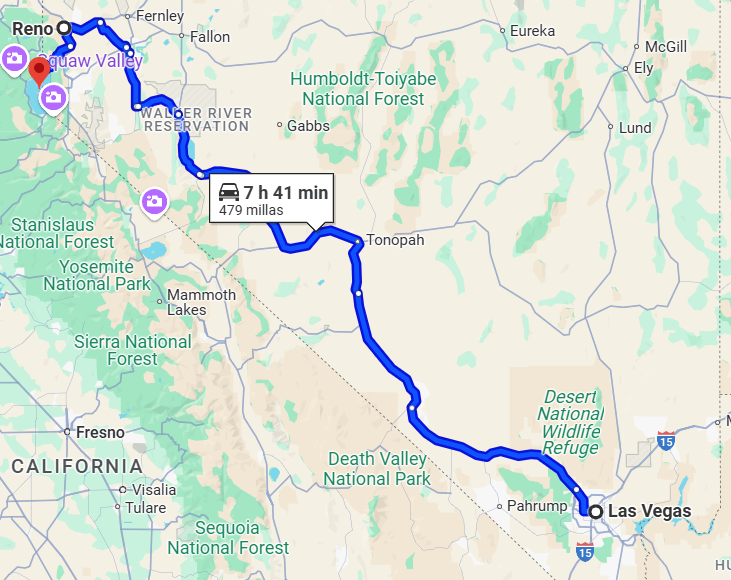 Reno
Fernley
Fallon
Squaw Valley
Eureka
McGill
Ely
Humboldt-Toiyabe
National Forest
WALKER RIVER
RESERVATION
Gabbs
Lund
7 h 41 min
479 millas
Stanislaus
National Forest
Tonopah
Yosemite
National Park
Mammoth
Lakes
Sierra National
Forest
Desert
National
Wildlife
Refuge
15
Fresno
CALIFORNIA
Death Valley
National Park
Visalia
Tulare
Pahrump
Las Vegas
Sequoia
National Forest
15